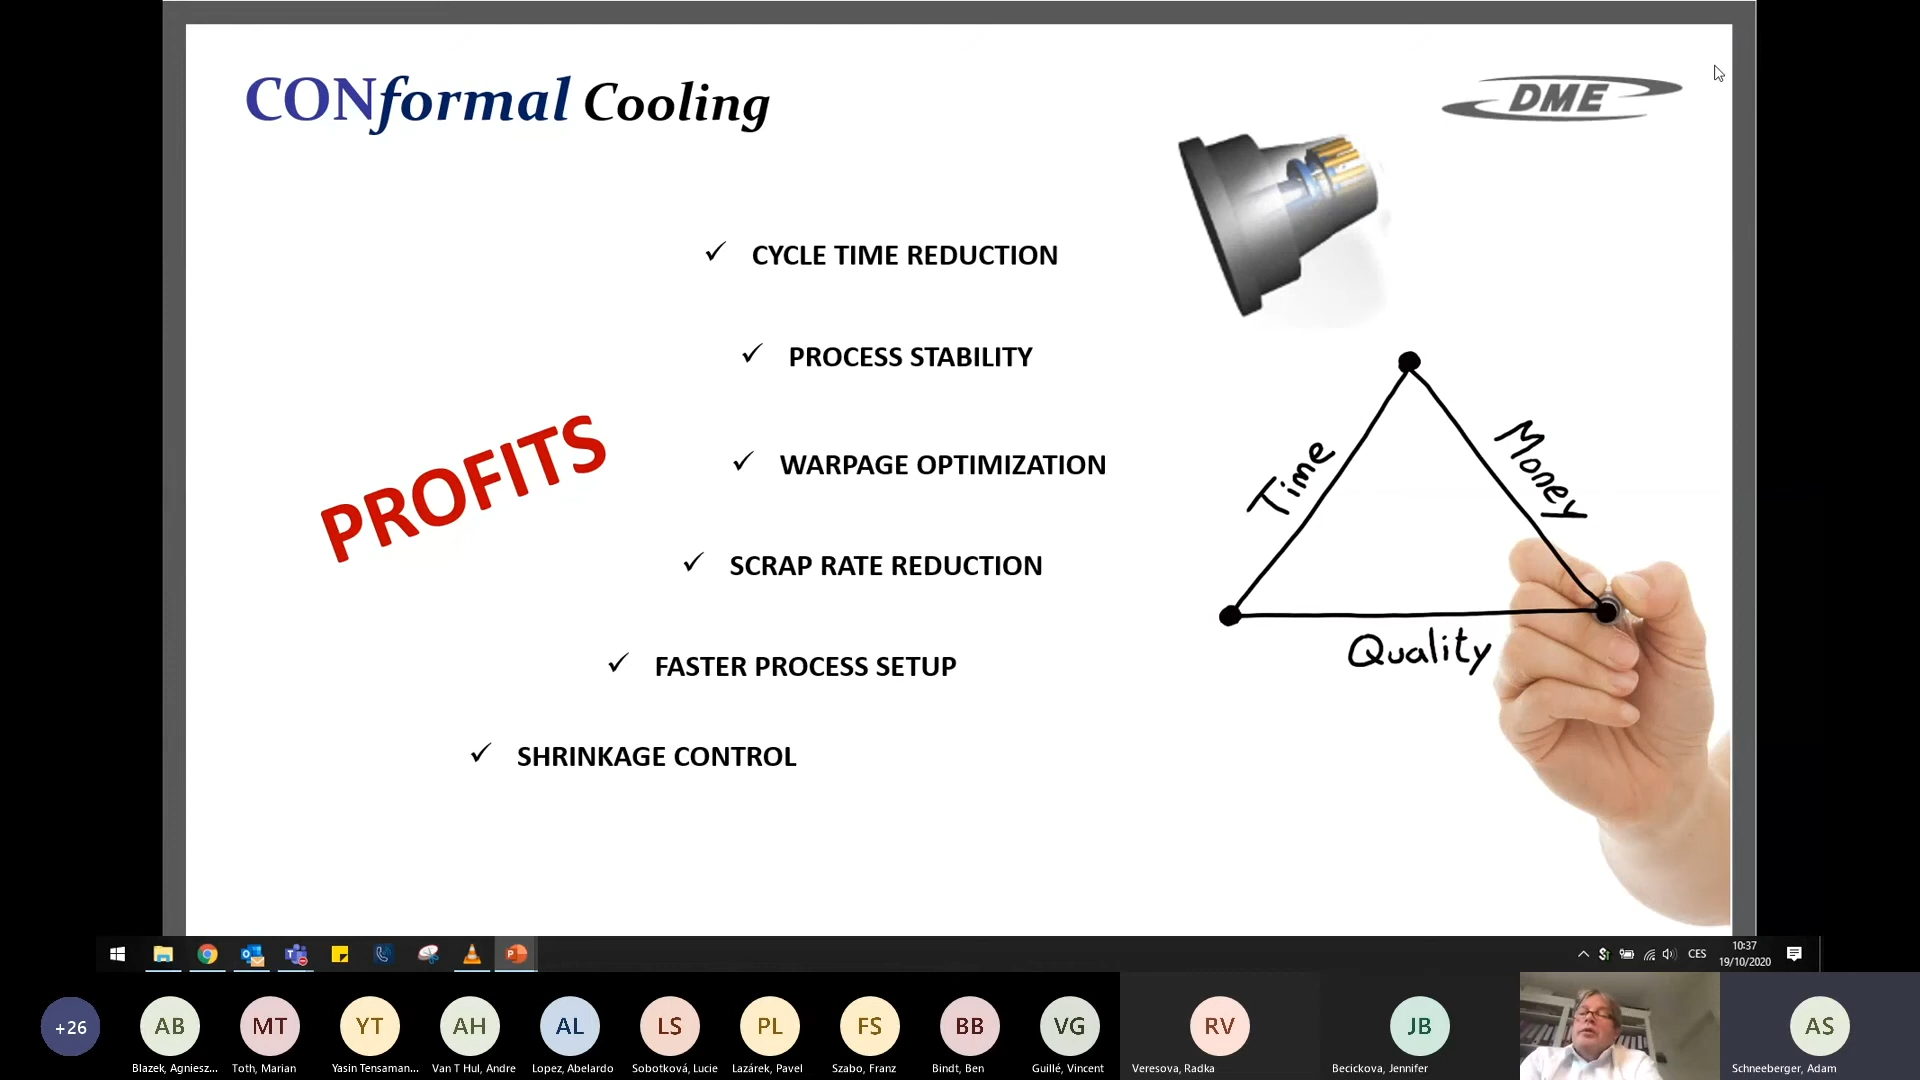 CONformal Cooling
DME
CYCLE TIME REDUCTION
PROCESS STABILITY
WARPAGE OPTIMIZATION
SCRAP RATE REDUCTION
FASTER PROCESS SETUP
SHRINKAGE CONTROL
PROFITS
Time
Money
Quality
CES
10:37
19/10/2020
+26
AB
MT
YT
AH
AL
LS
PL
FS
BB
VG
RV
JB
AS
Blazek, Agniesz...
Toth, Marian
Yasin Tensaman...
Van T Hul, Andre
Lopez, Abelardo
Sobotková, Lucie
Lazárek, Pavel
Szabo, Franz
Bindt, Ben
Guillé, Vincent
Veresova, Radka
Becickova, Jennifer
Schneeberger, Adam